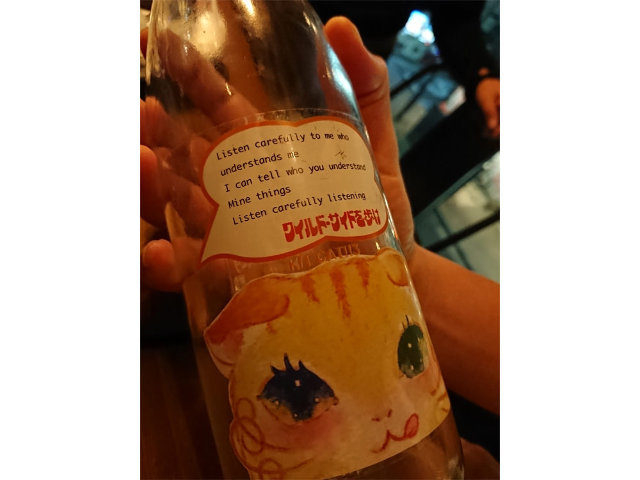 Listen carefully to me who
understands me
I can tell who you understand
Mine things
Listen carefully listening
ワイルド・サイドを歩け